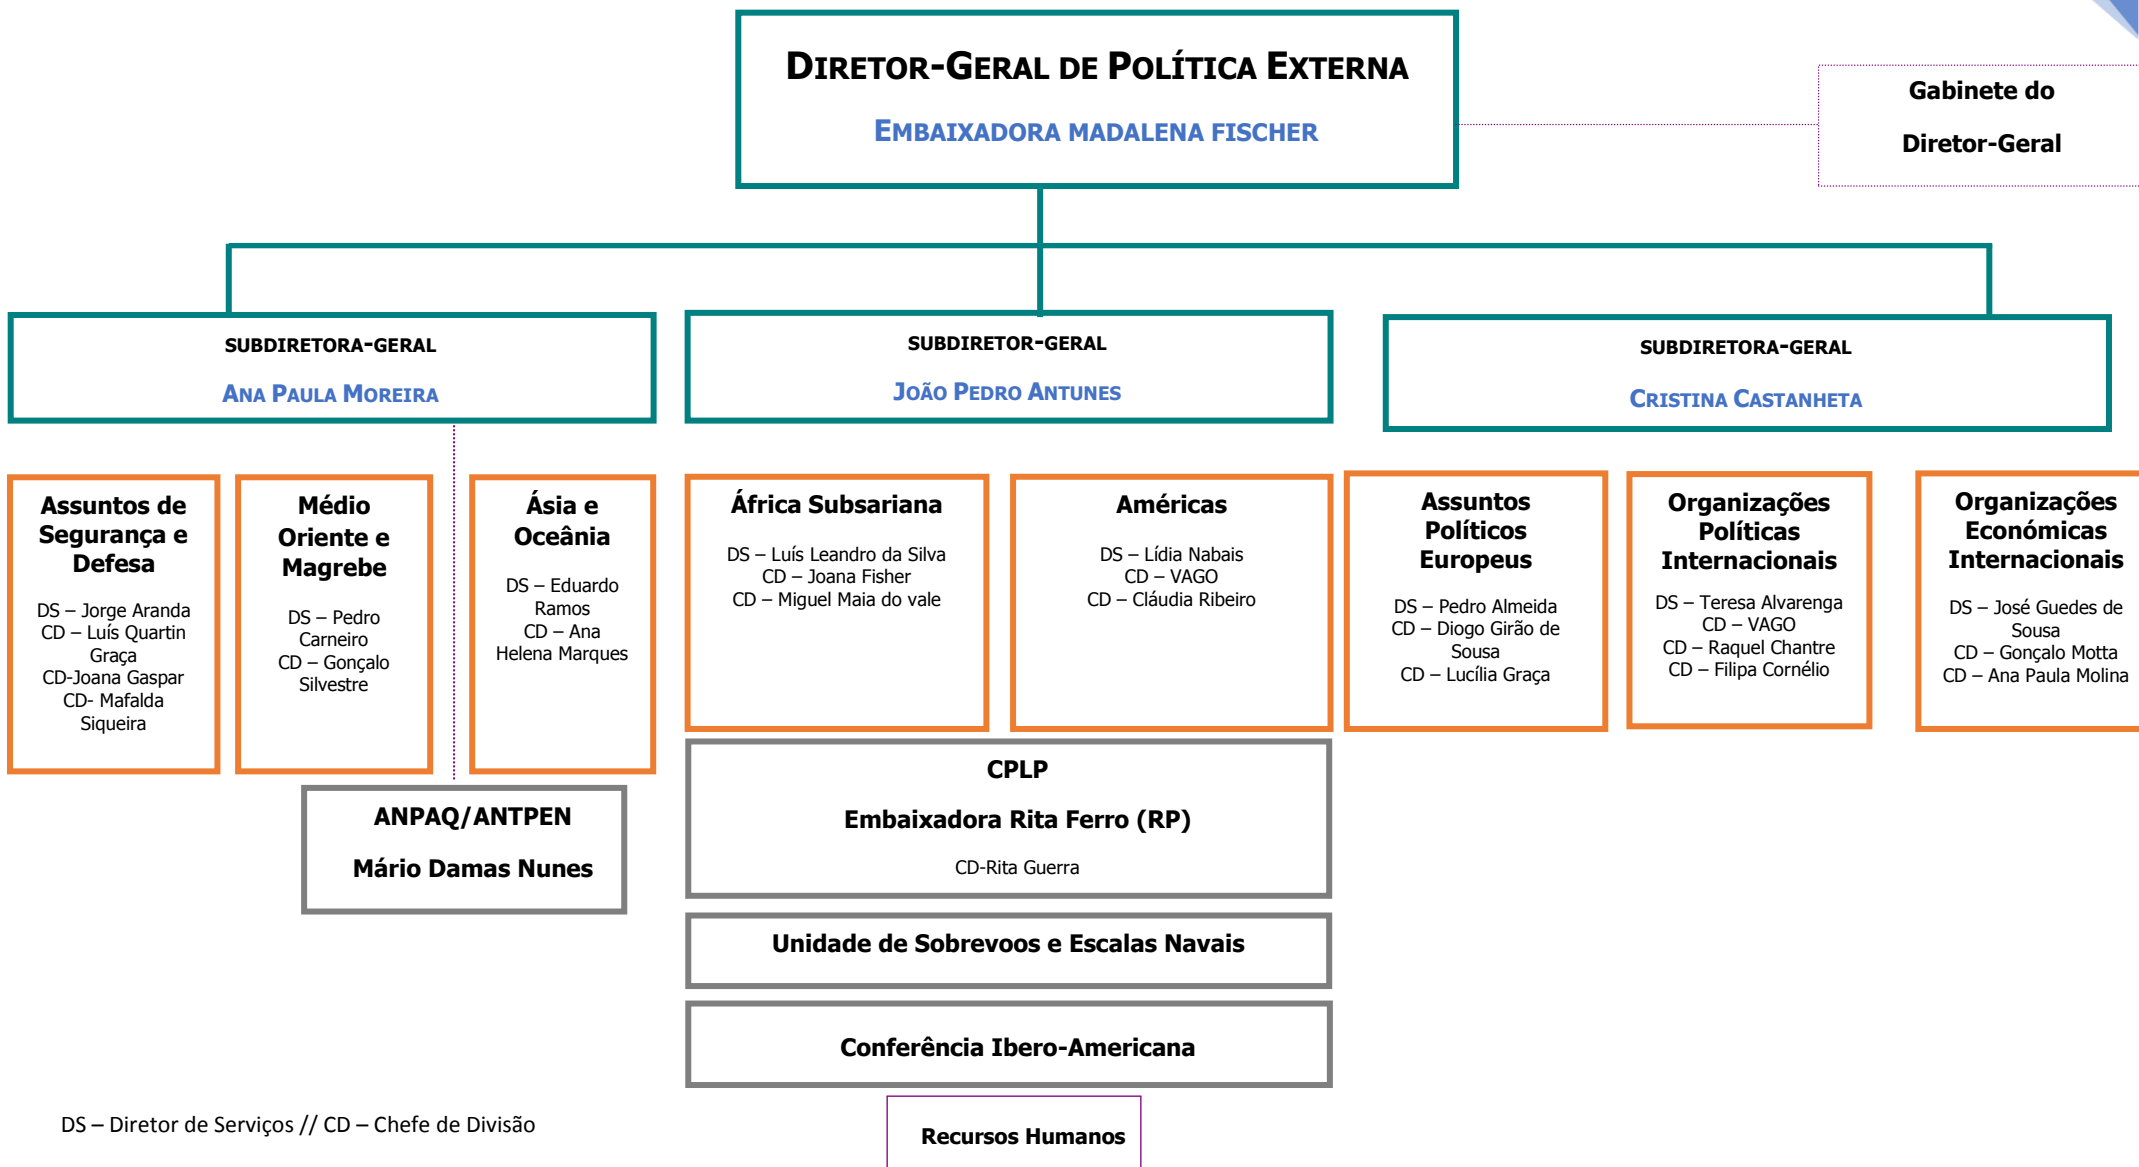 DIRETOR-GERAL DE POLÍTICA EXTERNA
EMBAIXADORA MADALENA FISCHER
Gabinete do
Diretor-Geral
SUBDIRETORA-GERAL
ANA PAULA MOREIRA
SUBDIRETOR-GERAL
JOÃO PEDRO ANTUNES
SUBDIRETORA-GERAL
CRISTINA CASTANHETA
Assuntos de
Segurança e
Defesa
DS – Jorge Aranda
CD – Luís Quartin
Graça
CD-Joana Gaspar
CD- Mafalda
Siqueira
Médio
Oriente e
Magrebe
DS – Pedro
Carneiro
CD – Gonçalo
Silvestre
Ásia e
Oceânia
DS – Eduardo
Ramos
CD – Ana
Helena Marques
África Subsariana
DS – Luís Leandro da Silva
CD – Joana Fisher
CD – Miguel Maia do vale
Américas
DS – Lídia Nabais
CD – VAGO
CD – Cláudia Ribeiro
Assuntos
Políticos
Europeus
DS – Pedro Almeida
CD – Diogo Girão de
Sousa
CD – Lucília Graça
Organizações
Políticas
Internacionais
DS – Teresa Alvarenga
CD – VAGO
CD – Raquel Chantre
CD – Filipa Cornélio
Organizações
Económicas
Internacionais
DS – José Guedes de
Sousa
CD – Gonçalo Motta
CD – Ana Paula Molina
ANPAQ/ANTPEN
Mário Damas Nunes
CPLP
Embaixadora Rita Ferro (RP)
CD-Rita Guerra
Unidade de Sobrevoos e Escalas Navais
Conferência Ibero-Americana
Recursos Humanos
DS – Diretor de Serviços // CD – Chefe de Divisão